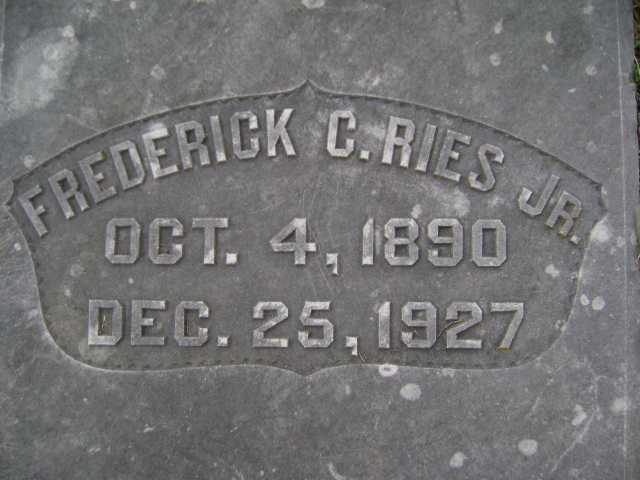 FREDERICK C. RIES JR.
OCT. 4, 1890
DEC. 25, 1927